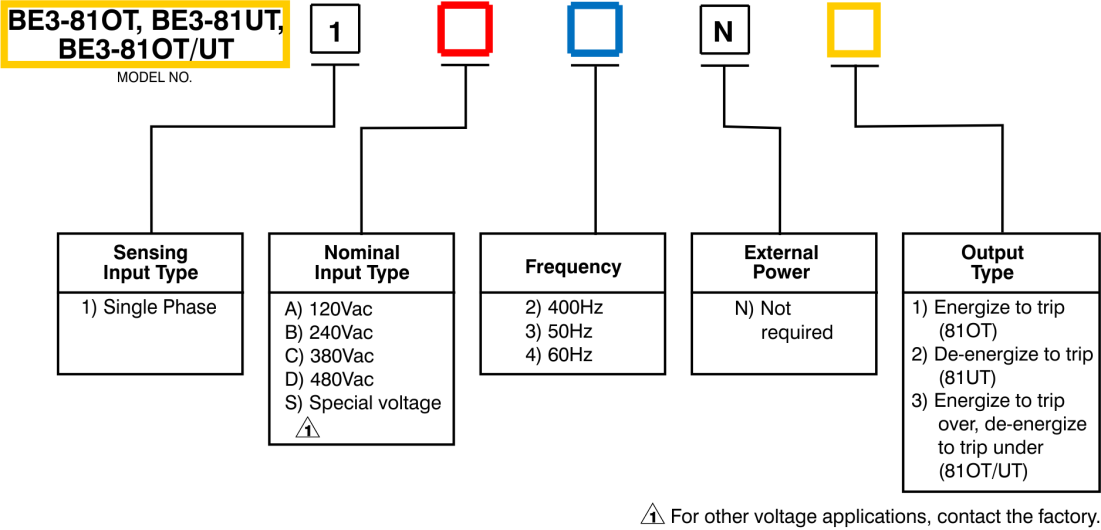 BE3-81OT, BE3-81UT,
BE3-81OT/UT
MODEL NO.
1
N
Sensing
Input Type
1) Single Phase
Nominal
Input Type
A) 120Vac
B) 240Vac
C) 380Vac
D) 480Vac
S) Special voltage
1
Frequency
2) 400Hz
3) 50Hz
4) 60Hz
External
Power
N) Not
required
Output
Type
1) Energize to trip
(81OT)
2) De-energize to trip
(81UT)
3) Energize to trip
over, de-energize
to trip under
(81OT/UT)
1 For other voltage applications, contact the factory.